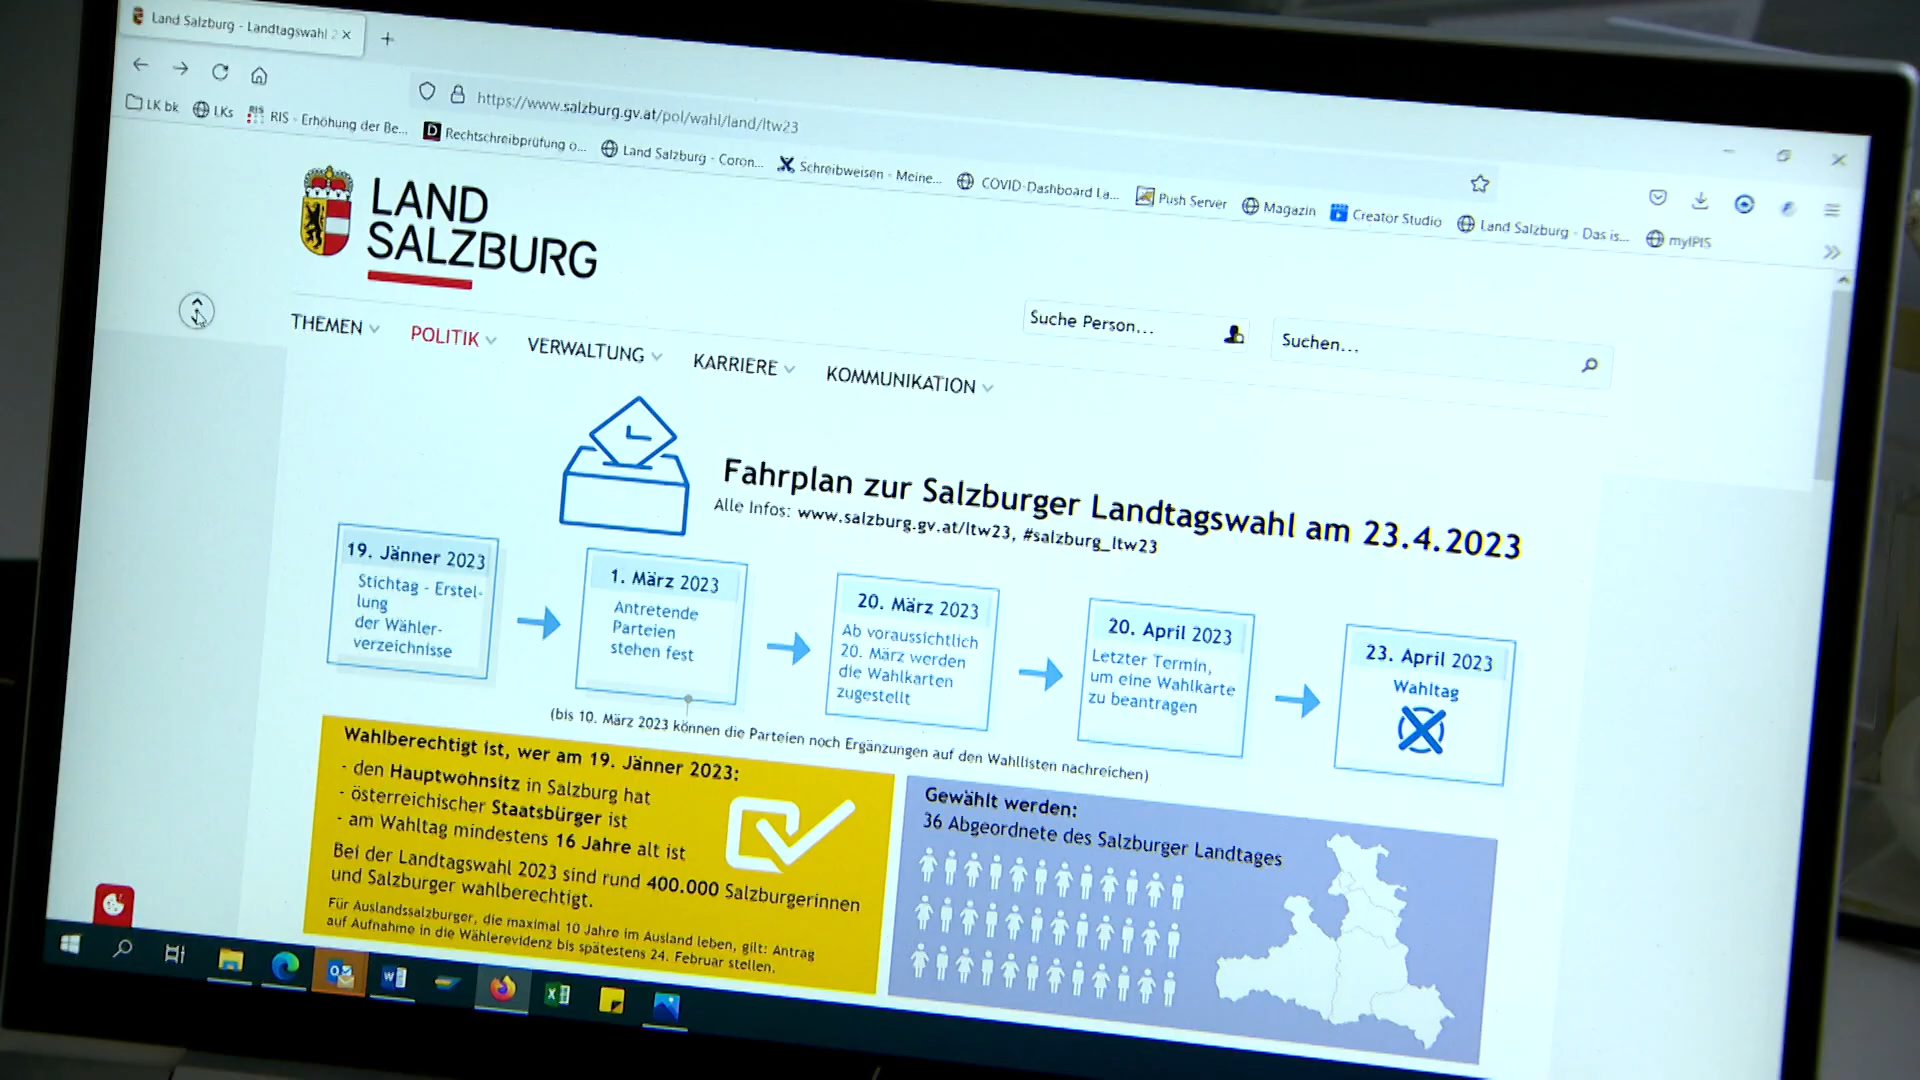 Land Salzburg - Landtagswahl 2
https://www.salzburg.gv.at/pol/wahl/land/ltw23
LK bk
LKs
RIS - Erhöhung der Be...
Rechtschreibprüfung o...
Land Salzburg - Coron...
Schreibweisen - Meine...
COVID-Dashboard La...
Push Server
Magazin
Creator Studio
Land Salzburg - Das is...
myIPIS
LAND
SALZBURG
Suche Person...
Suchen...
THEMEN
POLITIK
VERWALTUNG
KARRIERE
KOMMUNIKATION
Fahrplan zur Salzburger Landtagswahl am 23.4.2023
Alle Infos: www.salzburg.gv.at/ltw23, #salzburg_ltw23
19. Jänner 2023
Stichtag - Erstel-
lung
der Wähler-
verzeichnisse
1. März 2023
Antretende
Parteien
stehen fest
20. März 2023
Ab voraussichtlich
20. März werden
die Wahlkarten
zugestellt
20. April 2023
Letzter Termin,
um eine Wahlkarte
zu beantragen
23. April 2023
Wahltag
(bis 10. März 2023 können die Parteien noch Ergänzungen auf den Wahllisten nachreichen)
Wahlberechtigt ist, wer am 19. Jänner 2023:
- den Hauptwohnsitz in Salzburg hat
- österreichischer Staatsbürger ist
- am Wahltag mindestens 16 Jahre alt ist
Bei der Landtagswahl 2023 sind rund 400.000 Salzburgerinnen
und Salzburger wahlberechtigt.
Für Auslandssalzburger, die maximal 10 Jahre im Ausland leben, gilt: Antrag
auf Aufnahme in die Wählerevidenz bis spätestens 24. Februar stellen.
Gewählt werden:
36 Abgeordnete des Salzburger Landtages